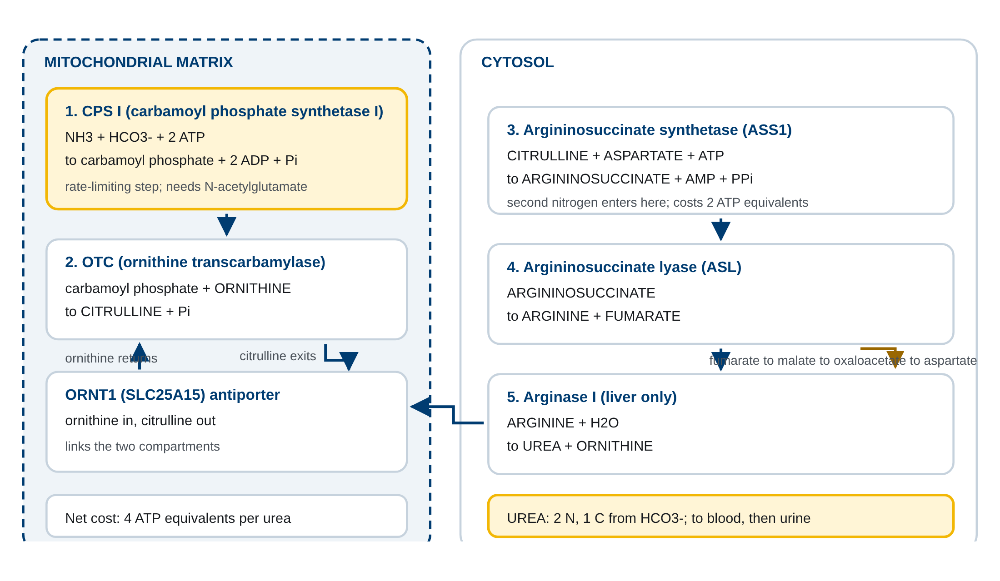 MITOCHONDRIAL MATRIX
1. CPS I (carbamoyl phosphate synthetase I)
NH3 + HCO3- + 2 ATP
to carbamoyl phosphate + 2 ADP + Pi
rate-limiting step; needs N-acetylglutamate
2. OTC (ornithine transcarbamylase)
carbamoyl phosphate + ORNITHINE
to CITRULLINE + Pi
ornithine returns
citrulline exits
ORNT1 (SLC25A15) antiporter
ornithine in, citrulline out
links the two compartments
Net cost: 4 ATP equivalents per urea
CYTOSOL
3. Argininosuccinate synthetase (ASS1)
CITRULLINE + ASPARTATE + ATP
to ARGININOSUCCINATE + AMP + PPi
second nitrogen enters here; costs 2 ATP equivalents
4. Argininosuccinate lyase (ASL)
ARGININOSUCCINATE
to ARGININE + FUMARATE
fumarate to malate to oxaloacetate to aspartate
5. Arginase I (liver only)
ARGININE + H2O
to UREA + ORNITHINE
UREA: 2 N, 1 C from HCO3-; to blood, then urine